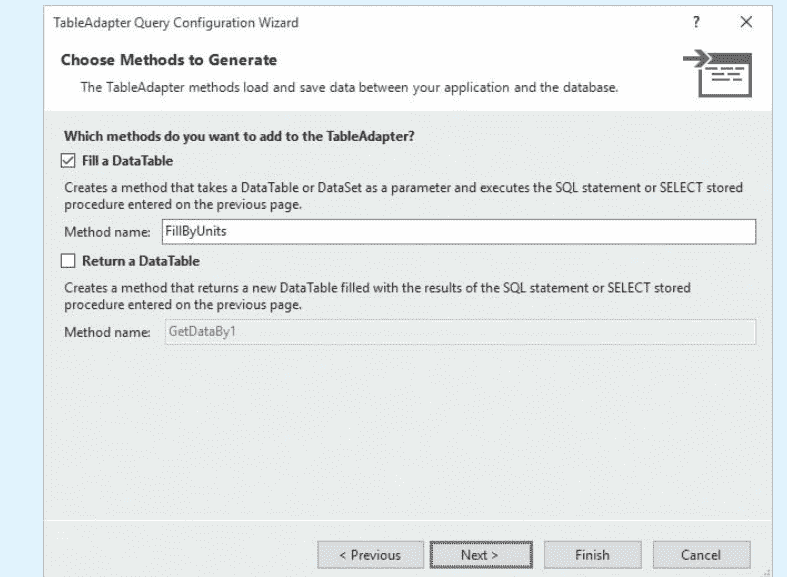 TableAdapter Query Configuration Wizard
?
Choose Methods to Generate
The TableAdapter methods load and save data between your application and the database.
Which methods do you want to add to the TableAdapter?
Fill a DataTable
Creates a method that takes a DataTable or DataSet as a parameter and executes the SQL statement or SELECT stored
procedure entered on the previous page.
Method name: FillByUnits
Return a DataTable
Creates a method that returns a new DataTable filled with the results of the SQL statement or SELECT stored
procedure entered on the previous page.
Method name: GetDataBy1
< Previous Next > Finish Cancel